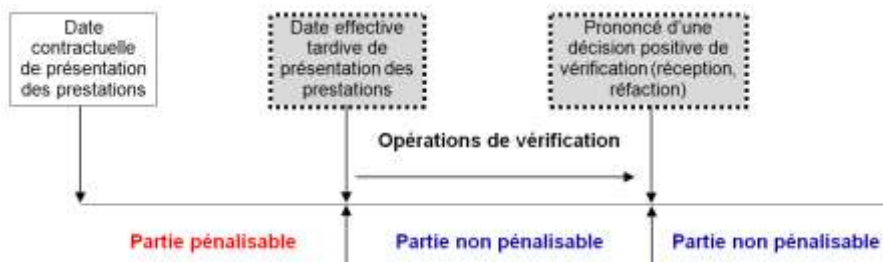 Date
contractuelle
de présentation
des prestations
Date effective
tardive de
présentation des
prestations
Prononcé d'une
décision positive de
vérification (réception,
réfaction)
Opérations de vérification
Partie pénalisable
Partie non pénalisable
Partie non pénalisable